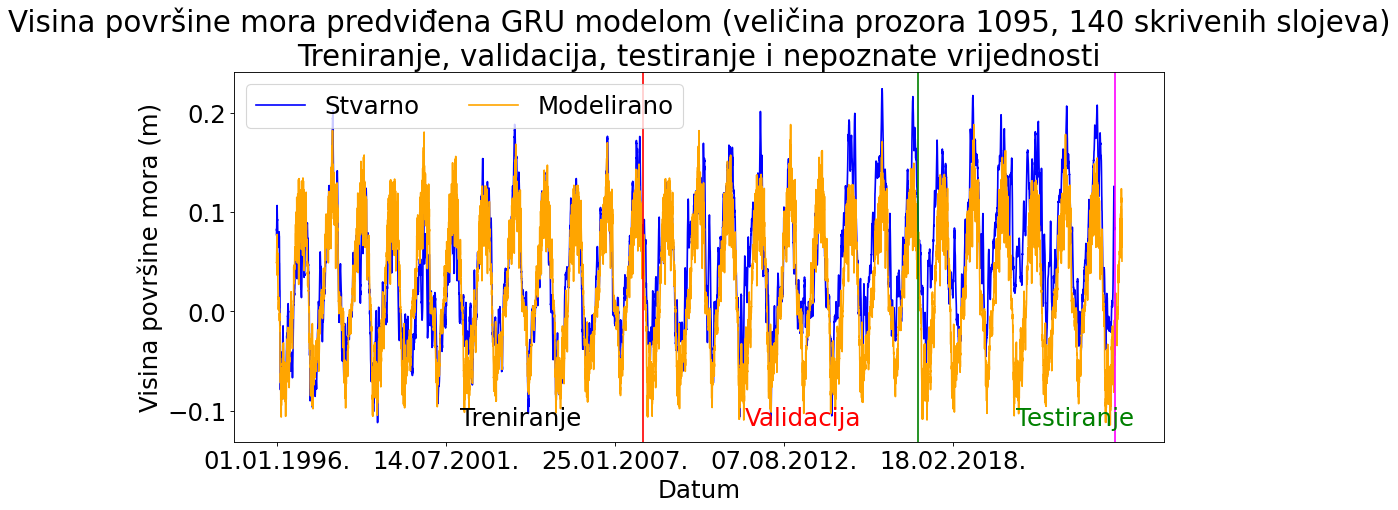 Visina površine mora predviđena GRU modelom (veličina prozora 1095, 140 skrivenih slojeva)
Treniranje, validacija, testiranje i nepoznate vrijednosti
Stvarno
Modelirano
Visina površine mora (m)
0.2
0.1
0.0
−0.1
Treniranje
Validacija
Testiranje
01.01.1996.
14.07.2001.
25.01.2007.
07.08.2012.
18.02.2018.
Datum